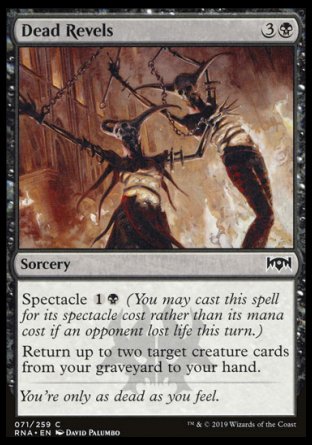 Dead Revels 3
Sorcery
Spectacle 1 (You may cast this spell
for its spectacle cost rather than its mana
cost if an opponent lost life this turn.)
Return up to two target creature cards
from your graveyard to your hand.
You're only as dead as you feel.
071/259 C
RNA • EN David Palumbo
™ & © 2019 Wizards of the Coast